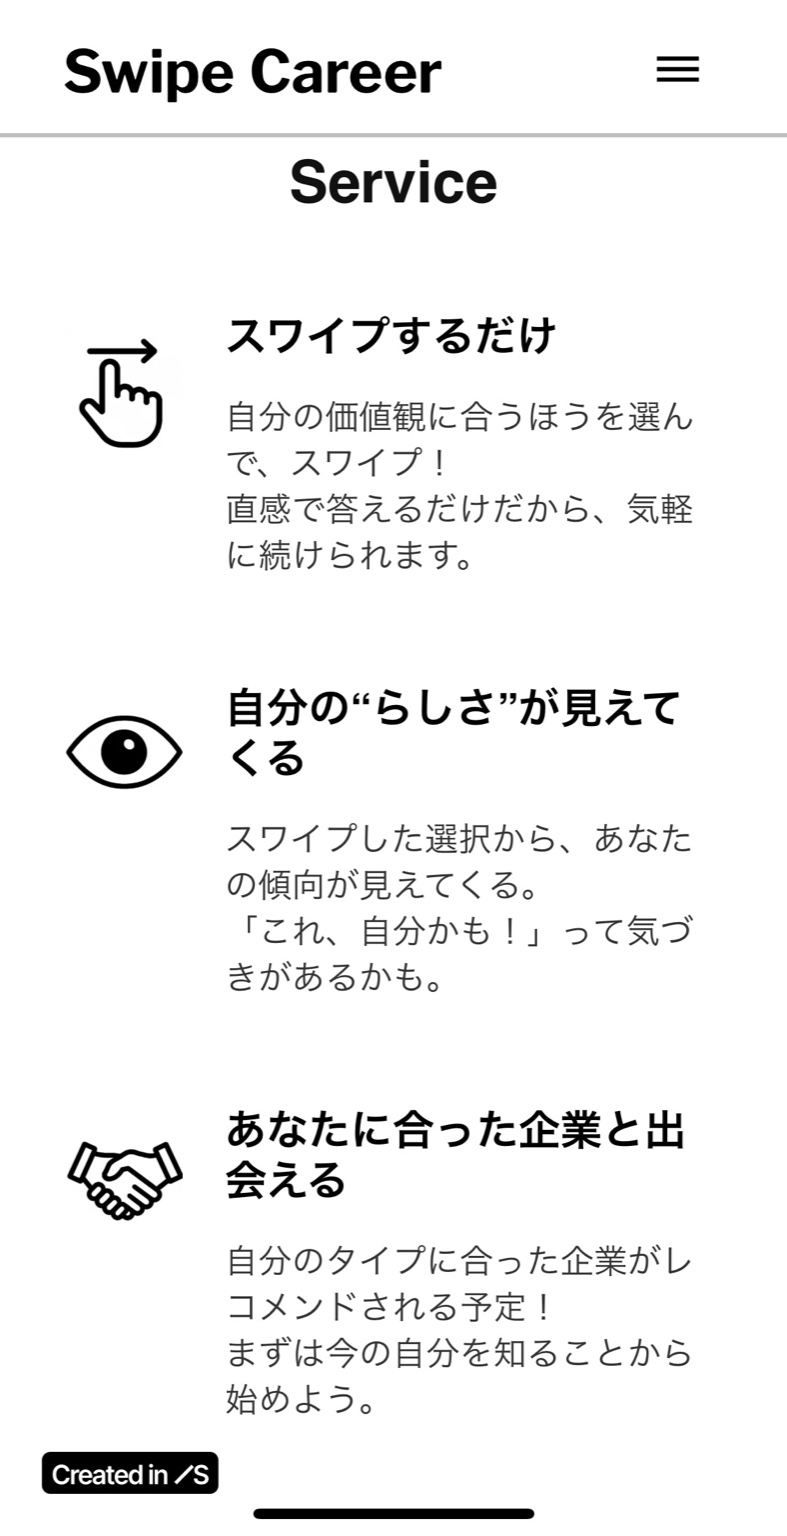 Swipe Career
Service
スワイプするだけ
自分の価値観に合うほうを選ん
で、スワイプ！
直感で答えるだけだから、気軽
に続けられます。
自分の“らしさ”が見えて
くる
スワイプした選択から、あなた
の傾向が見えてくる。
「これ、自分かも！」って気づ
きがあるかも。
あなたに合った企業と出
会える
自分のタイプに合った企業がレ
コメンドされる予定！
まずは今の自分を知ることから
始めよう。
Created in /S